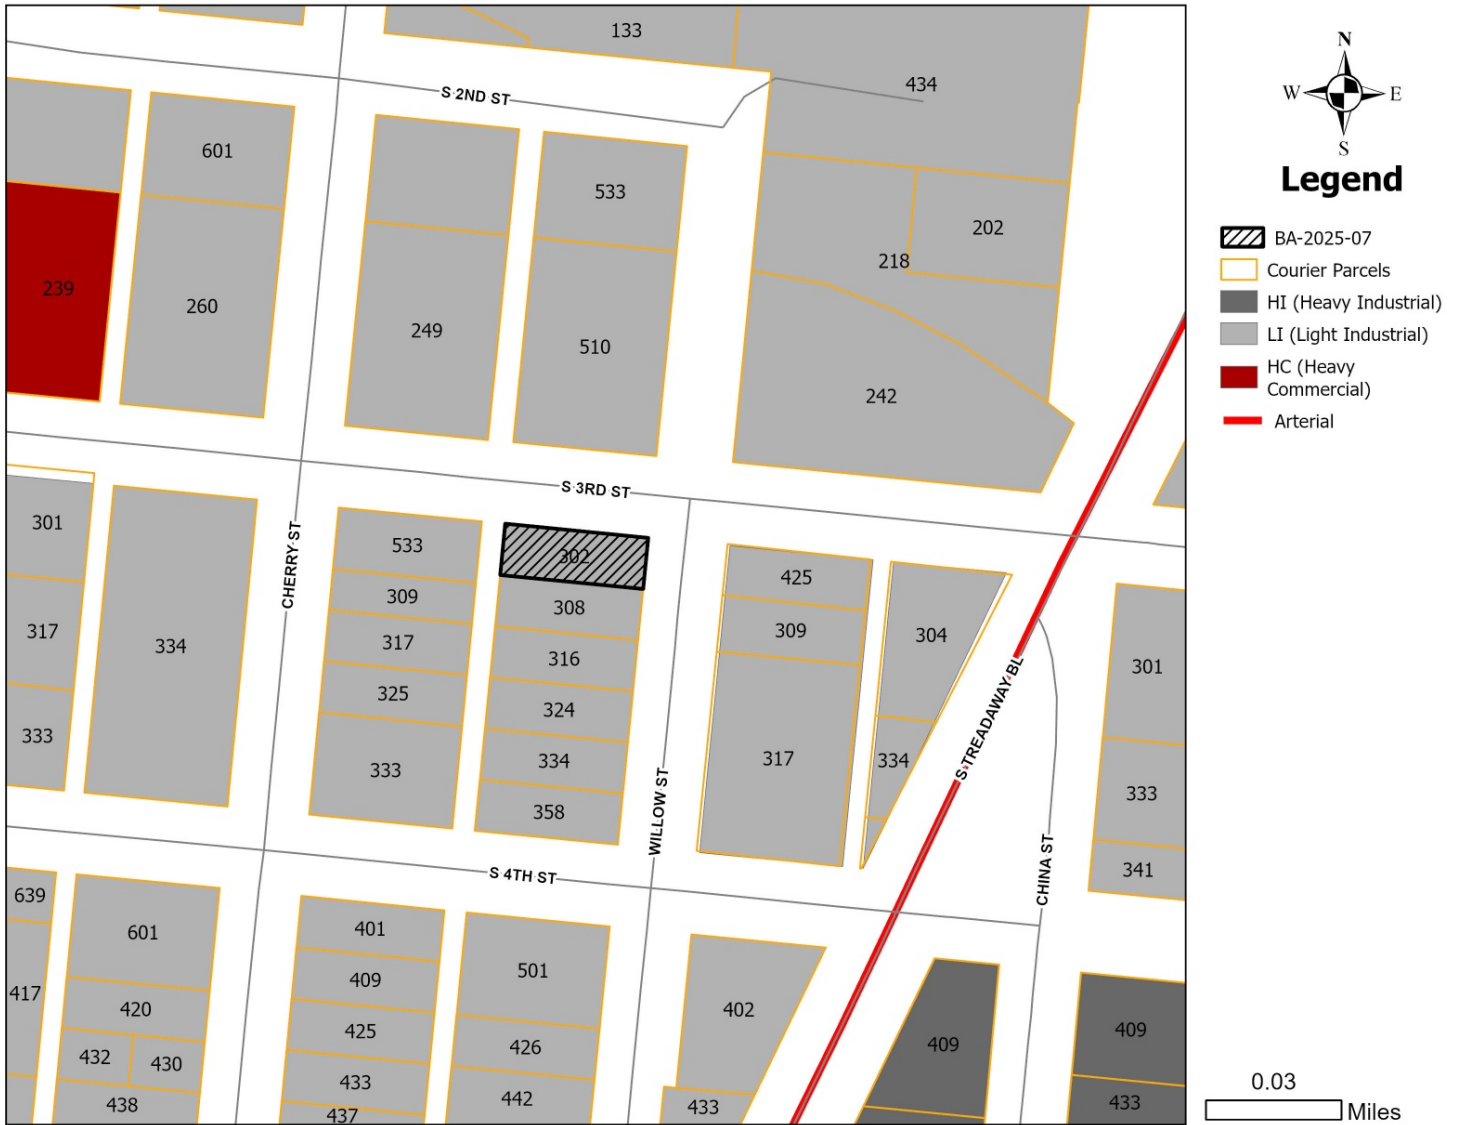 133
434
S 2ND ST
601
533
202
218
239
260
249
510
242
S 3RD ST
301
533
302
425
309
308
309
304
317
334
317
316
301
325
324
333
333
334
317
334
333
358
341
CHERRY ST
WILLOW ST
S TREADAWAY BL
CHINA ST
S 4TH ST
639
601
401
501
417
420
409
402
432
430
425
426
409
409
438
433
442
433
433
437
N
W
E
S
Legend
BA-2025-07
Courier Parcels
HI (Heavy Industrial)
LI (Light Industrial)
HC (Heavy
Commercial)
Arterial
0.03
Miles